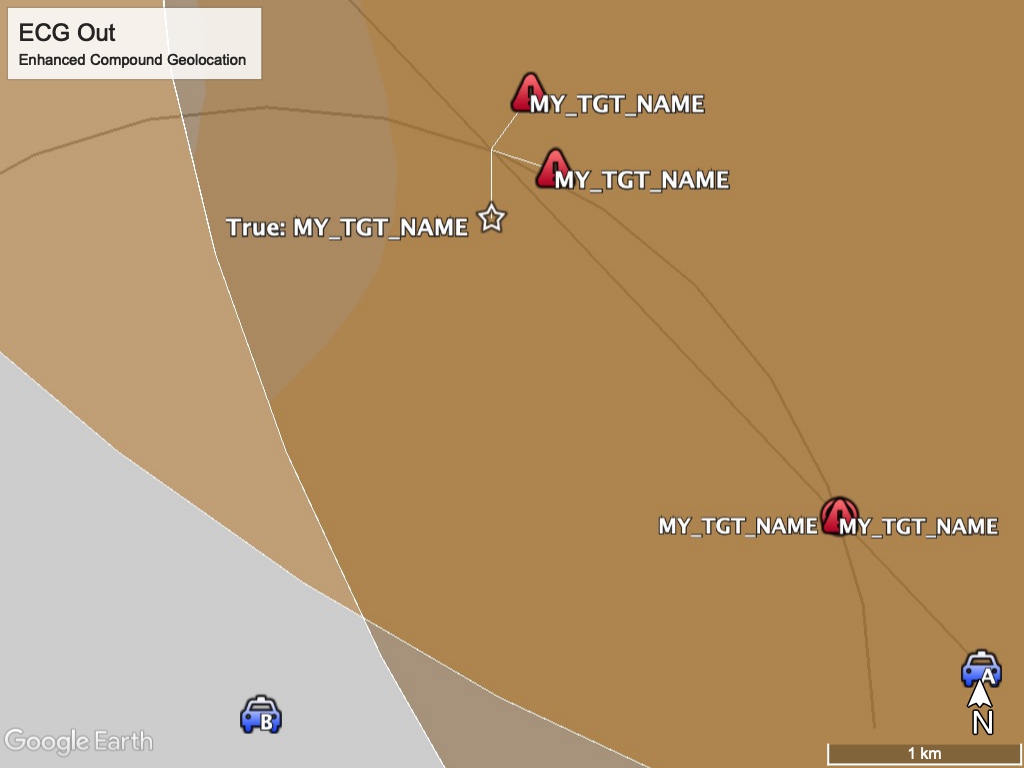 ECG Out
Enhanced Compound Geolocation
MY_TGT_NAME
MY_TGT_NAME
True: MY_TGT_NAME
MY_TGT_NAME MY_TGT_NAME
A
B
N
Google Earth
1 km